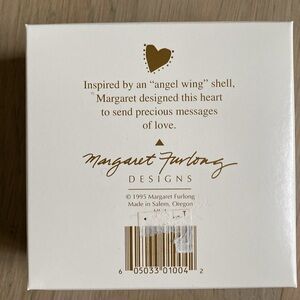 Inspired by an "angel wing" shell,
Margaret designed this heart
to send precious messages
of love.
Margaret Furlong
DESIGNS
© 1995 Margaret Furlong
Made in Salem, Oregon
6 05033 01004 2